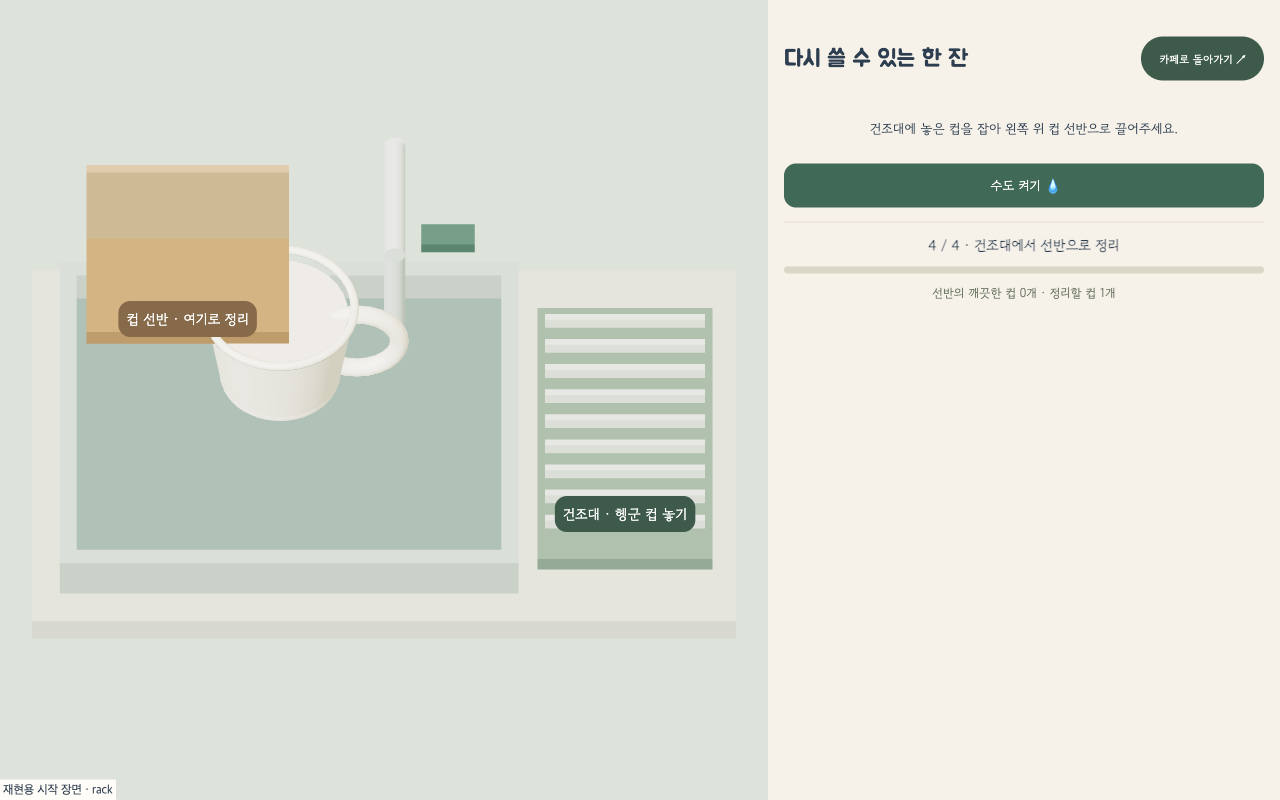 다시 쓸 수 있는 한 잔
카페로 돌아가기 ↗
건조대에 놓은 컵을 잡아 왼쪽 위 컵 선반으로 끌어주세요.
수도 켜기 💧
4 / 4 · 건조대에서 선반으로 정리
선반의 깨끗한 컵 0개 · 정리할 컵 1개
컵 선반 · 여기로 정리
건조대 · 헹군 컵 놓기
재현용 시작 장면 · rack